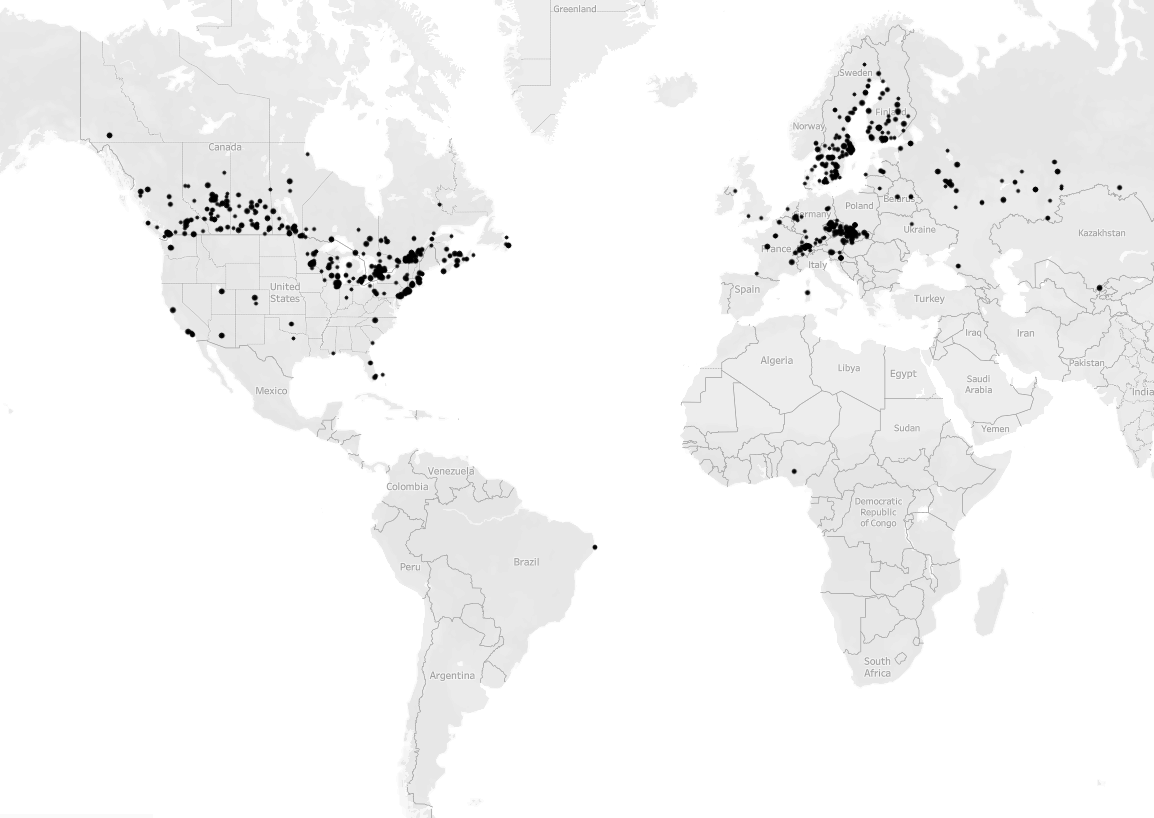 Greenland
Sweden
Finland
Norway
Canada
Poland
Belarus
Germany
Ukraine
Kazakhstan
France
Italy
United
States
Spain
Turkey
Iraq
Iran
Algeria
Libya
Egypt
Pakistan
Saudi
Arabia
India
Mexico
Sudan
Yemen
Venezuela
Colombia
Democratic
Republic
of Congo
Peru
Brazil
South
Africa
Argentina